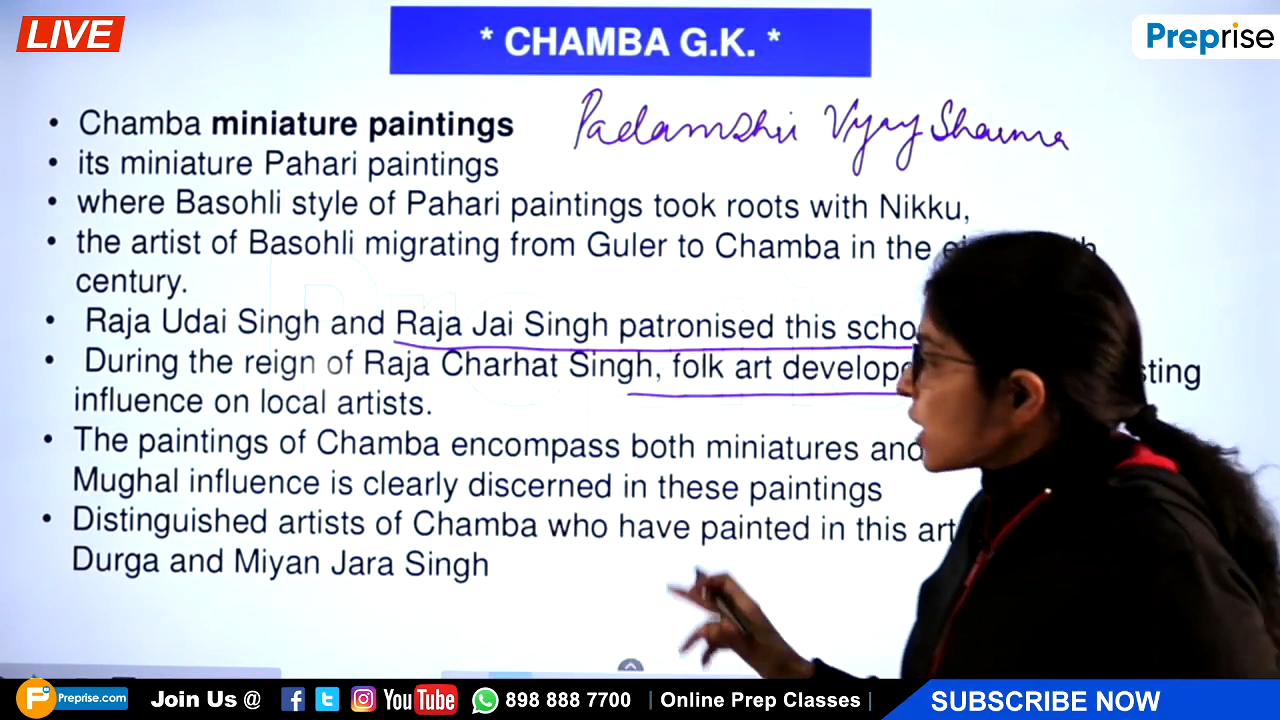 LIVE
* CHAMBA G.K. *
Preprise
• Chamba miniature paintings
Padamshri Vijay Sharma
• its miniature Pahari paintings
• where Basohli style of Pahari paintings took roots with Nikku,
• the artist of Basohli migrating from Guler to Chamba in the
century.
• Raja Udai Singh and Raja Jai Singh patronised this scho
• During the reign of Raja Charhat Singh, folk art develope sting
influence on local artists.
• The paintings of Chamba encompass both miniatures and
Mughal influence is clearly discerned in these paintings
• Distinguished artists of Chamba who have painted in this art
Durga and Miyan Jara Singh
Preprise.com Join Us @ YouTube 898 888 7700 | Online Prep Classes | SUBSCRIBE NOW